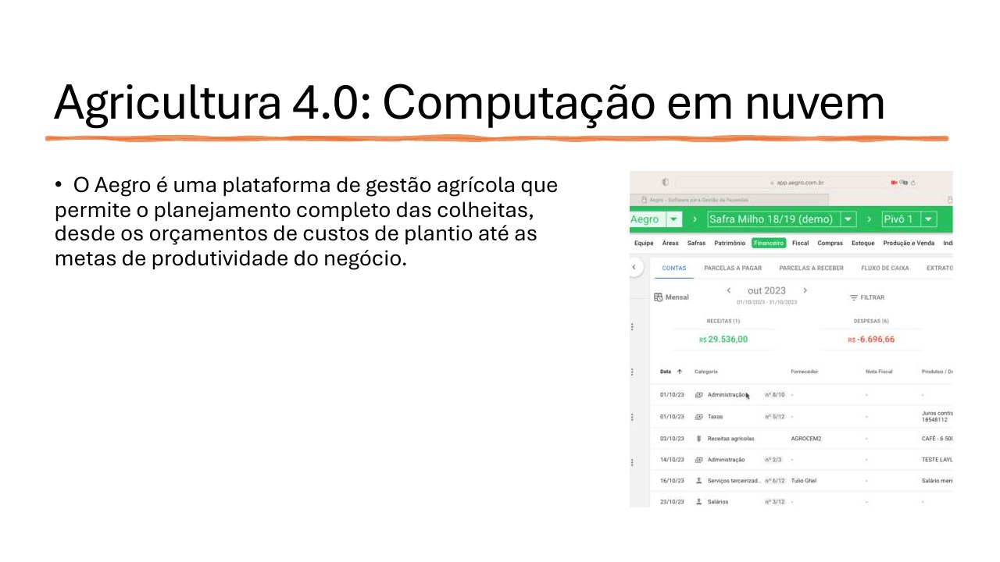 Agricultura 4.0: Computação em nuvem
• O Aegro é uma plataforma de gestão agrícola que
permite o planejamento completo das colheitas,
desde os orçamentos de custos de plantio até as
metas de produtividade do negócio.
app.aegro.com.br
Aegro - Software para Gestão de Fazendas
Aegro Safra Milho 18/19 (demo) Pivô 1
Equipe Áreas Safras Patrimônio Financeiro Fiscal Compras Estoque Produção e Venda Indi
CONTAS PARCELAS A PAGAR PARCELAS A RECEBER FLUXO DE CAIXA EXTRATO
Mensal out 2023 FILTRAR
01/10/2023 - 31/10/2023
RECEITAS (1) DESPESAS (6)
R$ 29.536,00 R$ -6.696,66
Data Categoria Fornecedor Nota Fiscal Produtos / De
01/10/23 Administração nº 8/10 - - -
01/10/23 Taxas nº 5/12 - - Juros contra
18548112
03/10/23 Receitas agrícolas AGROCEM2 - CAFÉ - 6.500
14/10/23 Administração nº 2/3 - - TESTE LAYL
16/10/23 Serviços terceirizad... nº 6/12 Tulio Ghel - Salário men
23/10/23 Salários nº 3/12 - - -